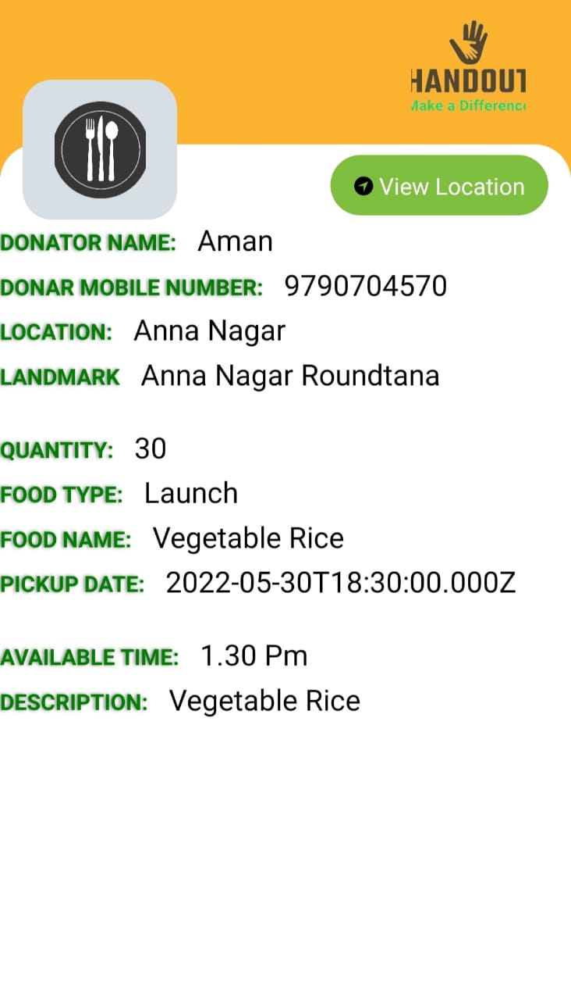 HANDOUT
Make a Difference
View Location
DONATOR NAME: Aman
DONAR MOBILE NUMBER: 9790704570
LOCATION: Anna Nagar
LANDMARK Anna Nagar Roundtana
QUANTITY: 30
FOOD TYPE: Launch
FOOD NAME: Vegetable Rice
PICKUP DATE: 2022-05-30T18:30:00.000Z
AVAILABLE TIME: 1.30 Pm
DESCRIPTION: Vegetable Rice